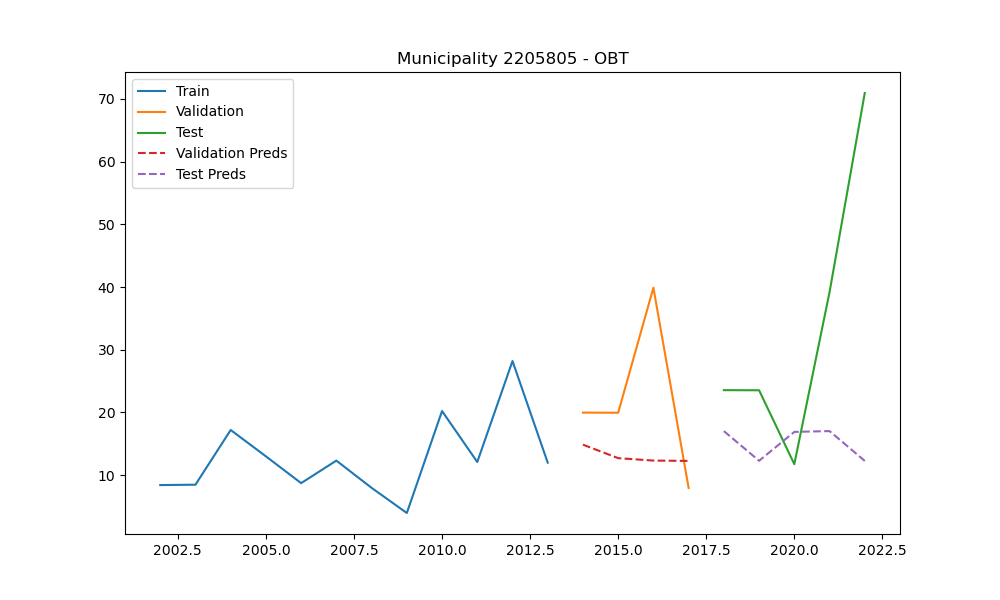 Municipality 2205805 - OBT
Train
Validation
Test
Validation Preds
Test Preds
70
60
50
40
30
20
10
2002.5 2005.0 2007.5 2010.0 2012.5 2015.0 2017.5 2020.0 2022.5